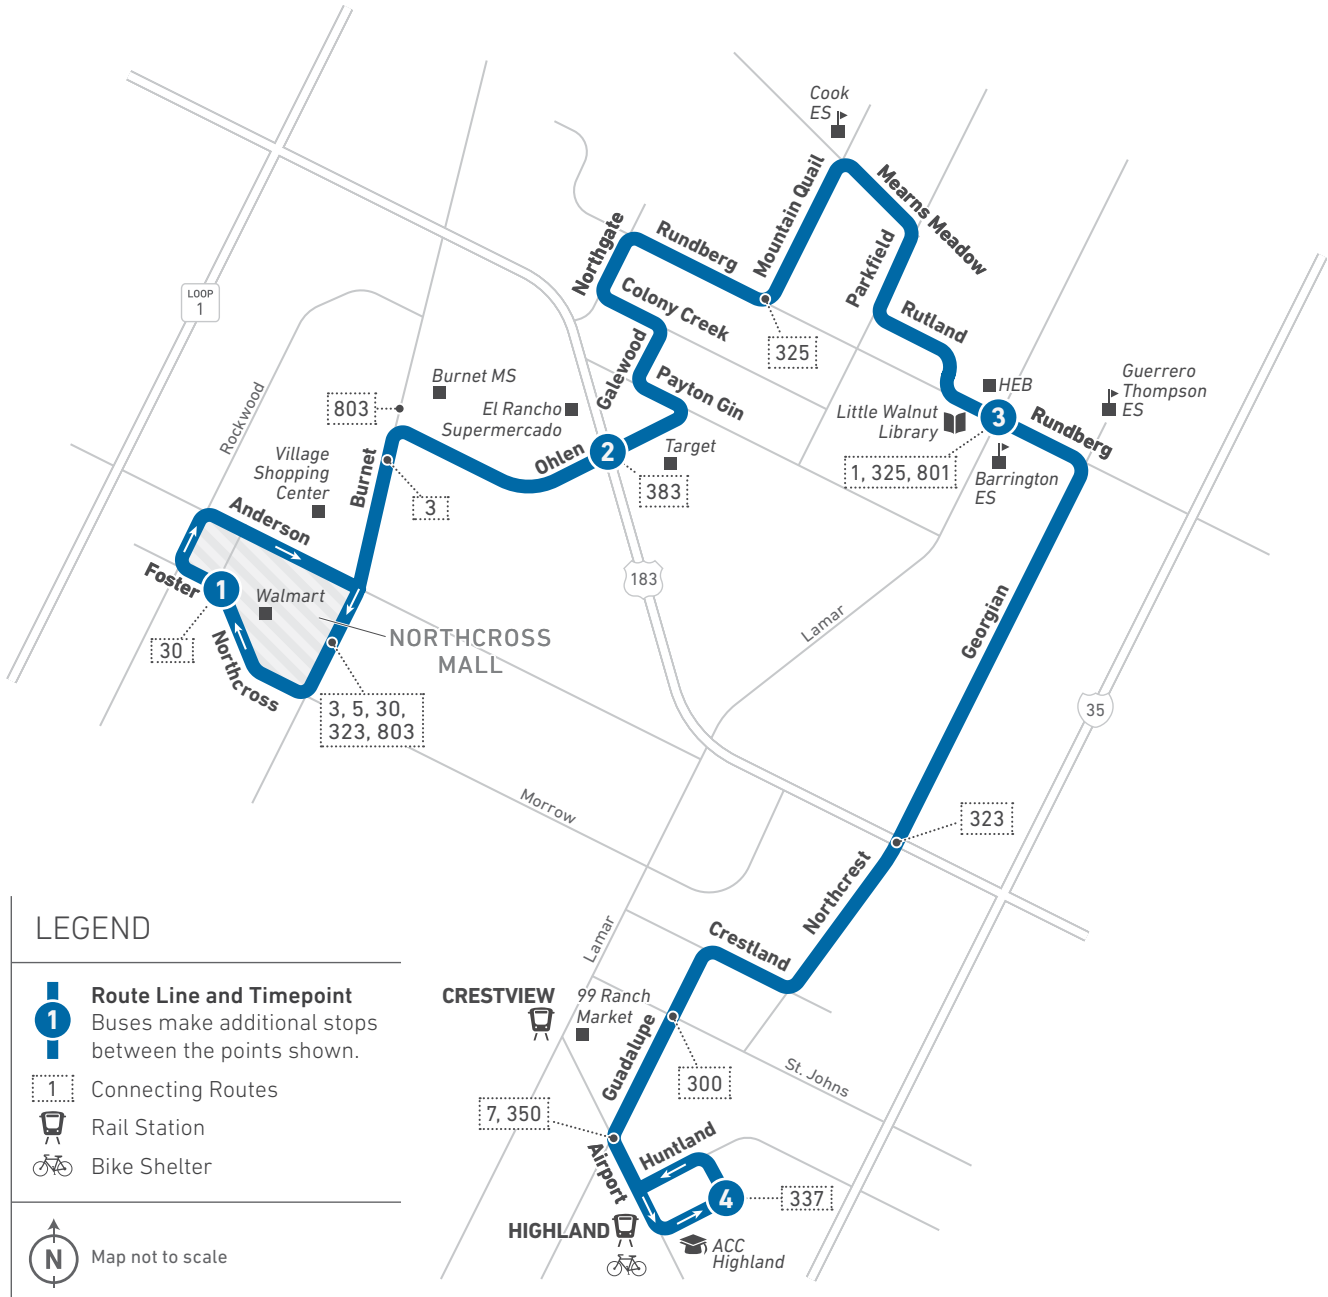 Cook
ES
Mountain Quail
Mearns Meadow
Northgate
Rundberg
Parkfield
Colony Creek
Rutland
LOOP
1
325
Galewood
Payton Gin
Burnet MS
803
El Rancho
Supermercado
HEB
Guerrero
Thompson
ES
Little Walnut
Library
3
Rundberg
Rockwood
Village
Shopping
Center
Burnet
Ohlen
2
Target
1, 325, 801
Barrington
ES
383
3
Anderson
Foster
1
Walmart
183
Georgian
Lamar
30
Northcross
NORTHCROSS
MALL
3, 5, 30,
323, 803
35
Morrow
323
Northcrest
Lamar
Crestland
CRESTVIEW
99 Ranch
Market
Guadalupe
300
St. Johns
7, 350
Airport
Huntland
4
337
HIGHLAND
ACC
Highland
LEGEND
1
Route Line and Timepoint
Buses make additional stops
between the points shown.
1
Connecting Routes
Rail Station
Bike Shelter
N
Map not to scale